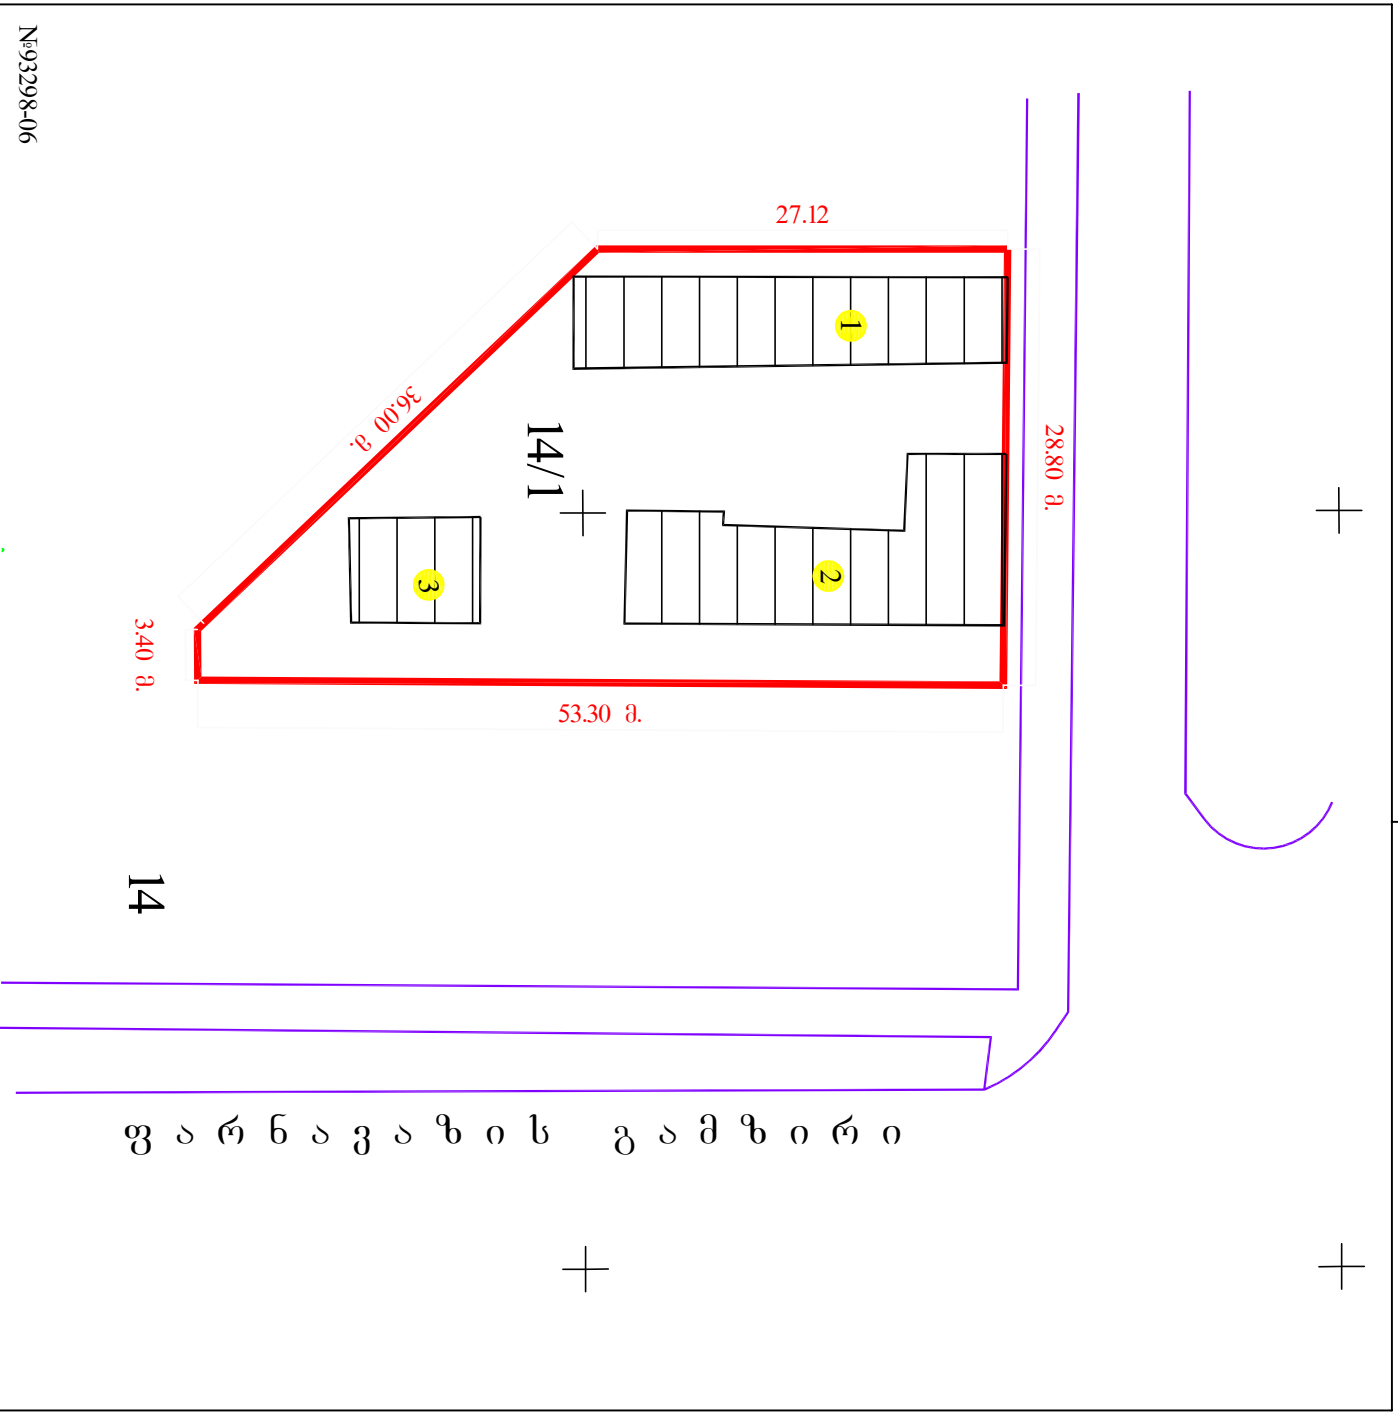 №93298-06
27.12
1
36.00 მ.
14/1
28.80 მ.
2
3
3.40 მ.
53.30 მ.
14
ფარნავაზის გამზირი